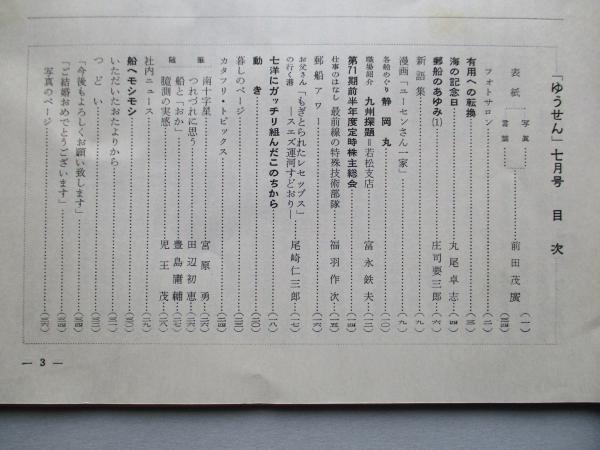 「ゆうせん」七月号　目次
表紙 写真 前田茂廣 (一)
言葉 (三四)
フォトサロン (二)
有用への転換 (三)
海の記念日 丸尾卓志 (四)
郵船のあゆみ(1) 庄司要三郎 (六)
新語集 (九)
漫画「ユーセンさん一家」 (九)
各船めぐり 静岡丸 (一〇)
職場紹介 九州探題＝若松支店 富永鉄夫 (一二)
第71期前半年度定時株主総会 (一四)
仕事のはなし 最前線の特殊技術部隊 福羽作次 (一五)
郵船アワー (一六)
お父さんの行く港 「もぎとられたレセップス」―スエズ運河すどおり― 尾崎仁三郎 (一七)
七洋にガッチリ組んだこのちから (一八)
動き (二〇)
暮しのページ (二三)
カタフリ・トピックス (二四)
随筆 南十字星 宮原勇 (二六)
つれづれに思う 田辺初恵 (二七)
船と「おか」 豊島庸輔 (二八)
臆測の実感 児王茂 (二八)
社内ニュース (二九)
船へモシモシ (三〇)
いただいたおたよりから (三一)
つどい (三二)
「今後もよろしくお願い致します」 (三四)
「ご結婚おめでとうございます」 (三四)
写真のページ (三六)
— 3 —